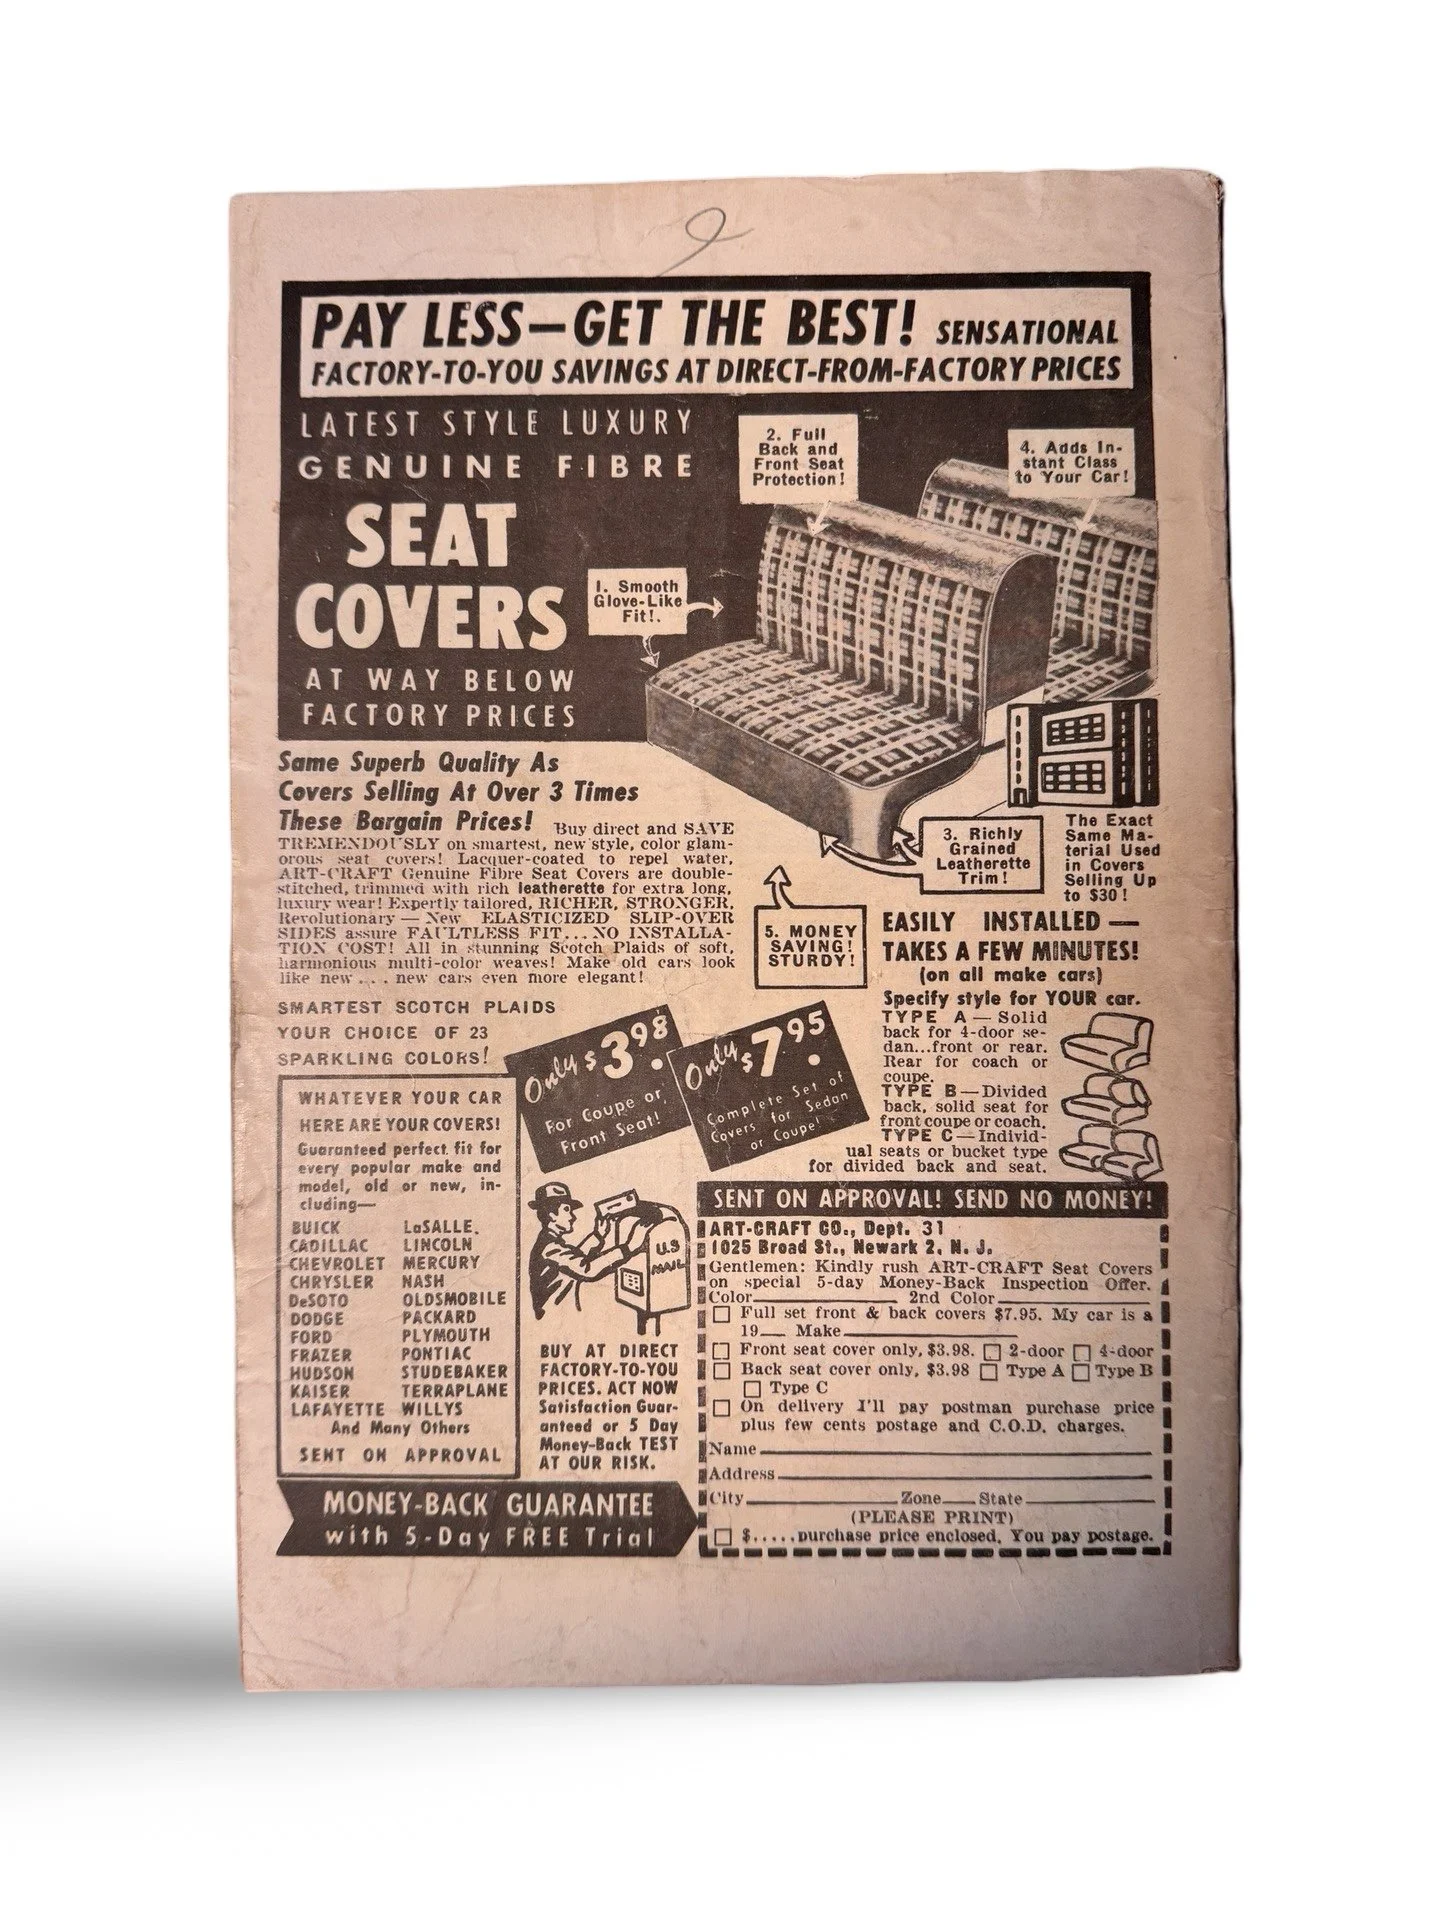 PAY LESS—GET THE BEST! SENSATIONAL
FACTORY-TO-YOU SAVINGS AT DIRECT-FROM-FACTORY PRICES
LATEST STYLE LUXURY
GENUINE FIBRE
SEAT
COVERS
AT WAY BELOW
FACTORY PRICES
1. Smooth
Glove-Like
Fit!.
2. Full
Back and
Front Seat
Protection!
4. Adds In-
stant Class
to Your Car!
Same Superb Quality As
Covers Selling At Over 3 Times
These Bargain Prices! Buy direct and SAVE
TREMENDOUSLY on smartest, new style, color glam-
orous seat covers! Lacquer-coated to repel water,
ART-CRAFT Genuine Fibre Seat Covers are double-
stitched, trimmed with rich leatherette for extra long,
luxury wear! Expertly tailored, RICHER, STRONGER,
Revolutionary — New ELASTICIZED SLIP-OVER
SIDES assure FAULTLESS FIT... NO INSTALLA-
TION COST! All in stunning Scotch Plaids of soft,
harmonious multi-color weaves! Make old cars look
like new... new cars even more elegant!
3. Richly
Grained
Leatherette
Trim!
The Exact
Same Ma-
terial Used
in Covers
Selling Up
to $30!
5. MONEY
SAVING!
STURDY!
EASILY INSTALLED —
TAKES A FEW MINUTES!
(on all make cars)
Specify style for YOUR car.
TYPE A — Solid
back for 4-door se-
dan...front or rear.
Rear for coach or
coupe.
TYPE B—Divided
back, solid seat for
front coupe or coach.
TYPE C—Individ-
ual seats or bucket type
for divided back and seat.
SMARTEST SCOTCH PLAIDS
YOUR CHOICE OF 23
SPARKLING COLORS!
Only $3.98
For Coupe or
Front Seat!
Only $7.95
Complete Set of
Covers for Sedan
or Coupe!
WHATEVER YOUR CAR
HERE ARE YOUR COVERS!
Guaranteed perfect fit for
every popular make and
model, old or new, in-
cluding—
BUICK LaSALLE.
CADILLAC LINCOLN
CHEVROLET MERCURY
CHRYSLER NASH
DeSOTO OLDSMOBILE
DODGE PACKARD
FORD PLYMOUTH
FRAZER PONTIAC
HUDSON STUDEBAKER
KAISER TERRAPLANE
LAFAYETTE WILLYS
And Many Others
SENT ON APPROVAL
U.S
MAIL
BUY AT DIRECT
FACTORY-TO-YOU
PRICES. ACT NOW
Satisfaction Guar-
anteed or 5 Day
Money-Back TEST
AT OUR RISK.
MONEY-BACK GUARANTEE
with 5-Day FREE Trial
SENT ON APPROVAL! SEND NO MONEY!
ART-CRAFT CO., Dept. 31
1025 Broad St., Newark 2, N. J.
Gentlemen: Kindly rush ART-CRAFT Seat Covers
on special 5-day Money-Back Inspection Offer.
Color 2nd Color
Full set front & back covers $7.95. My car is a
19 Make
Front seat cover only, $3.98. 2-door 4-door
Back seat cover only, $3.98 Type A Type B
Type C
On delivery I'll pay postman purchase price
plus few cents postage and C.O.D. charges.
Name
Address
City Zone State
(PLEASE PRINT)
$.....purchase price enclosed. You pay postage.